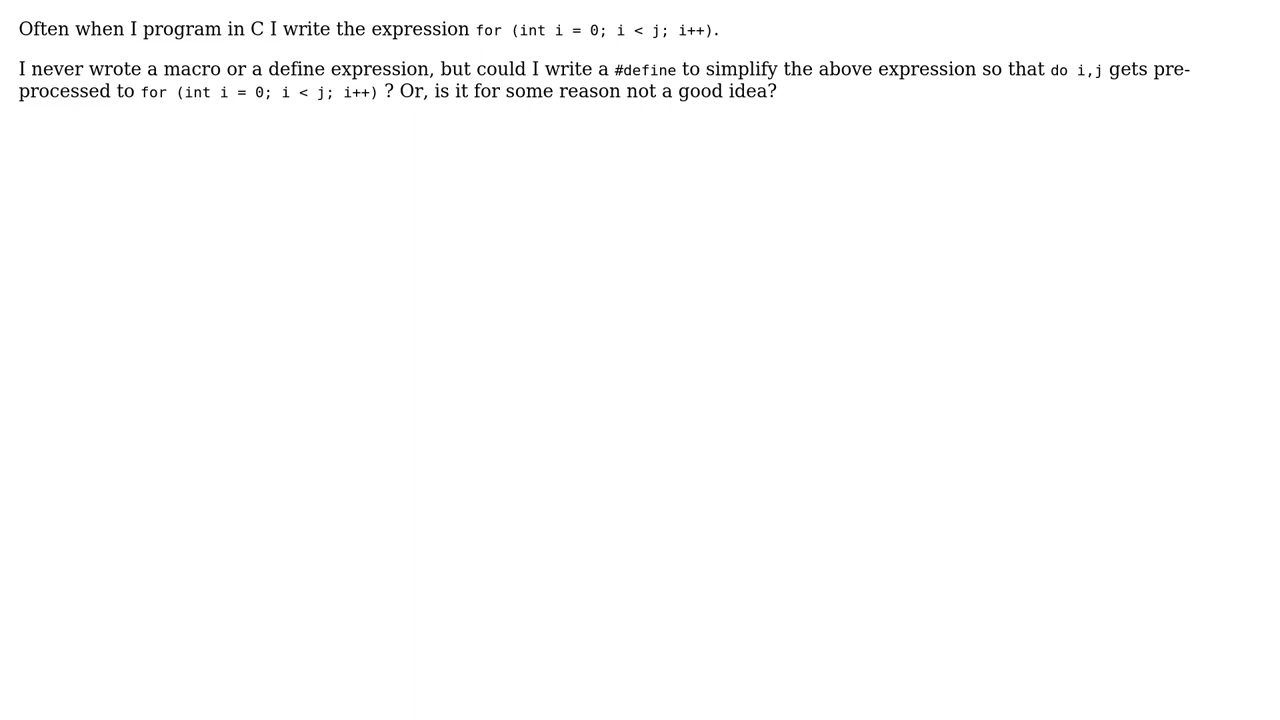 Often when I program in C I write the expression for (int i = 0; i < j; i++).
I never wrote a macro or a define expression, but could I write a #define to simplify the above expression so that do i,j gets pre-
processed to for (int i = 0; i < j; i++) ? Or, is it for some reason not a good idea?